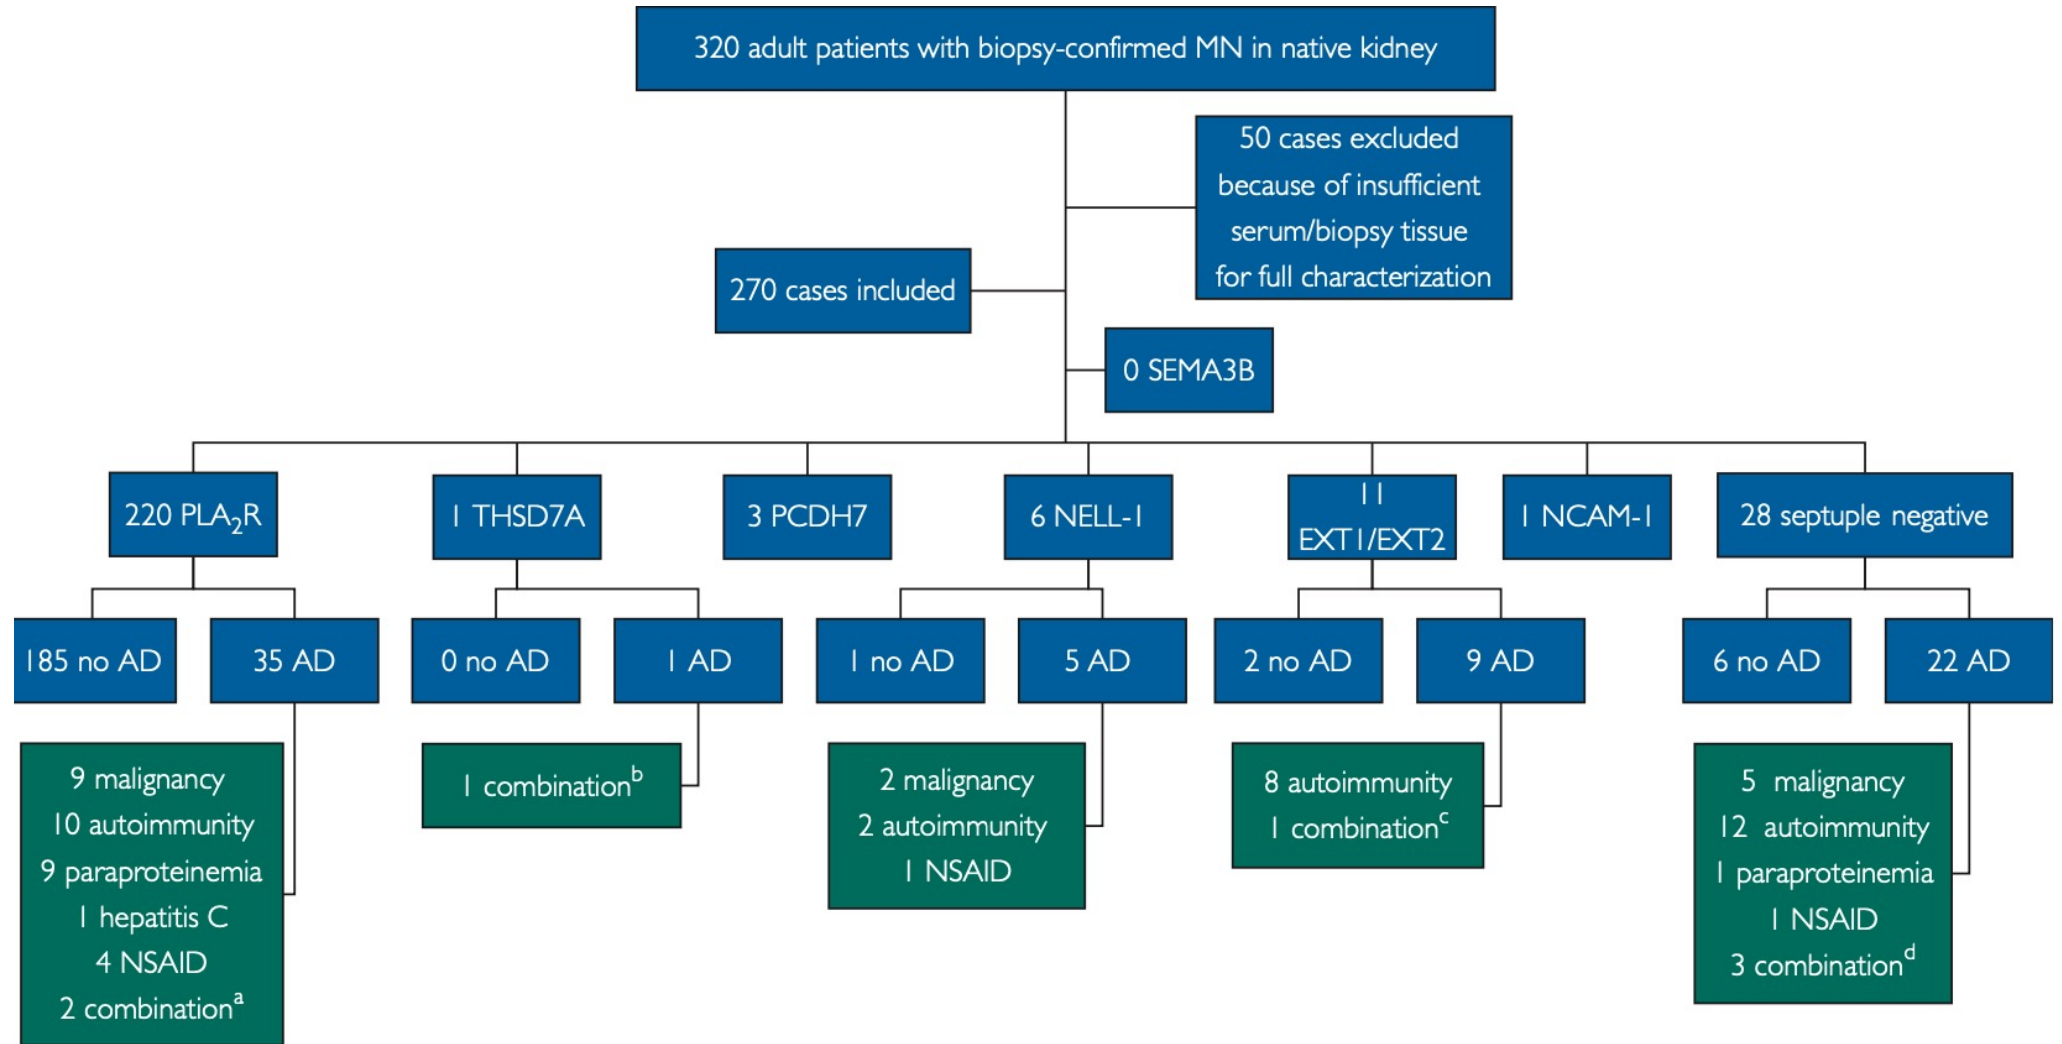 320 adult patients with biopsy-confirmed MN in native kidney
50 cases excluded
because of insufficient
serum/biopsy tissue
for full characterization
270 cases included
0 SEMA3B
220 PLA₂R
1 THSD7A
3 PCDH7
6 NELL-1
11
EXT1/EXT2
1 NCAM-1
28 septuple negative
185 no AD
35 AD
0 no AD
1 AD
1 no AD
5 AD
2 no AD
9 AD
6 no AD
22 AD
9 malignancy
10 autoimmunity
9 paraproteinemia
1 hepatitis C
4 NSAID
2 combinationᵃ
1 combinationᵇ
2 malignancy
2 autoimmunity
1 NSAID
8 autoimmunity
1 combinationᶜ
5 malignancy
12 autoimmunity
1 paraproteinemia
1 NSAID
3 combinationᵈ